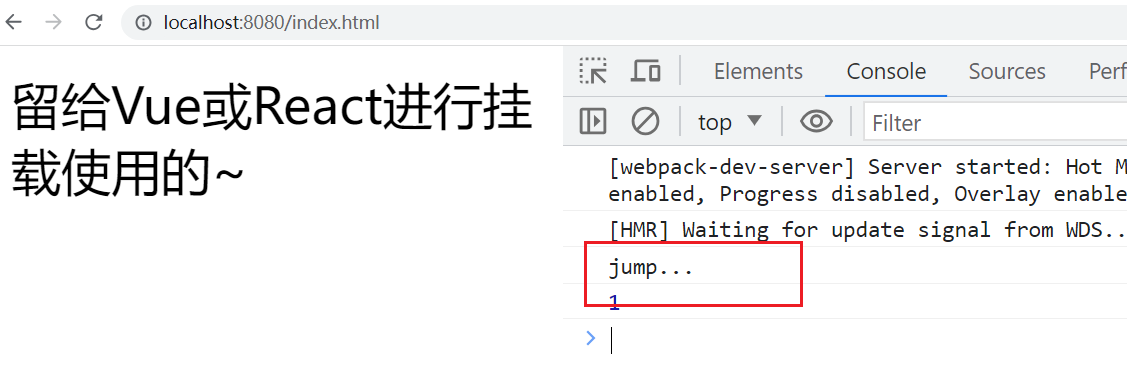 localhost:8080/index.html
留给Vue或React进行挂
载使用的~
Elements Console Sources Perf
top Filter
[webpack-dev-server] Server started: Hot M
enabled, Progress disabled, Overlay enable
[HMR] Waiting for update signal from WDS..
jump...
1